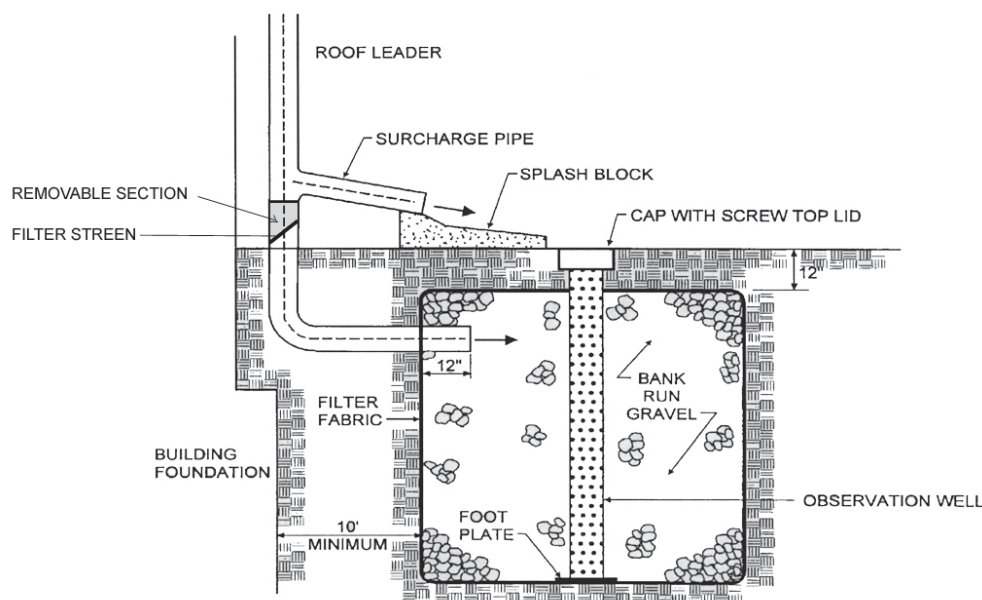 ROOF LEADER
SURCHARGE PIPE
SPLASH BLOCK
REMOVABLE SECTION
CAP WITH SCREW TOP LID
FILTER STREEN
12"
12"
BANK
RUN
GRAVEL
FILTER
FABRIC
BUILDING
FOUNDATION
OBSERVATION WELL
FOOT
PLATE
10'
MINIMUM